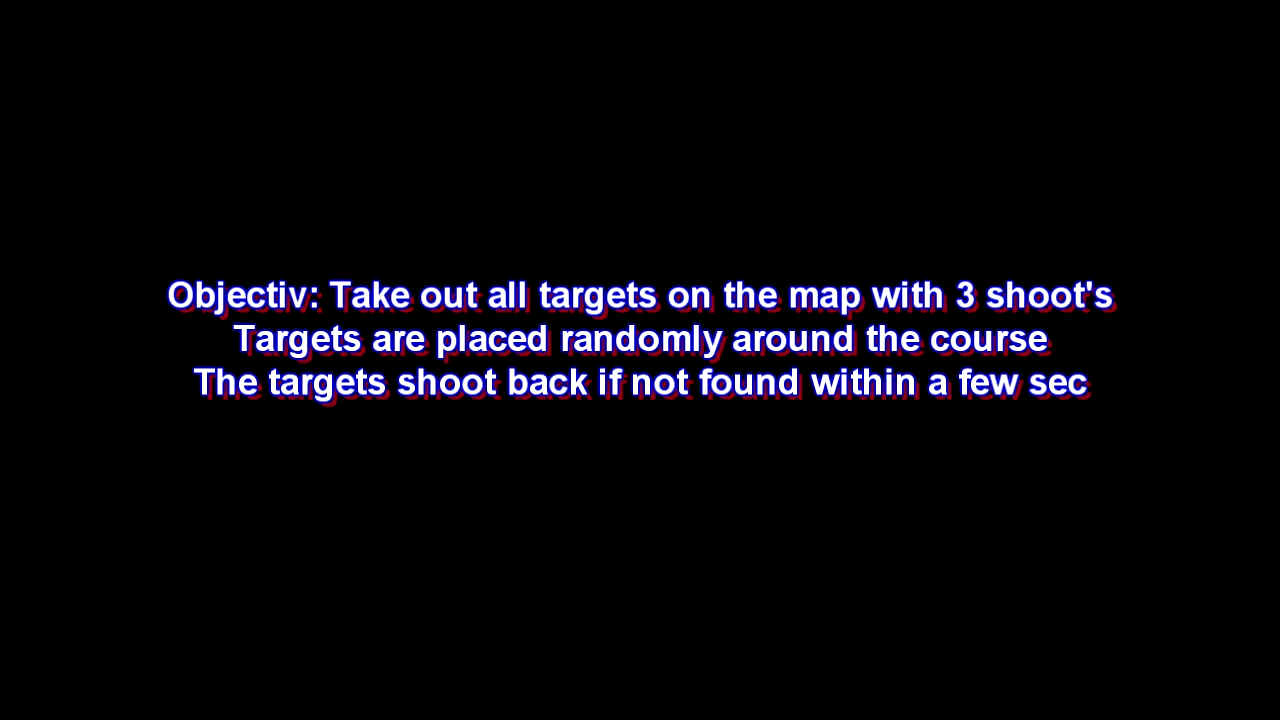 Objectiv: Take out all targets on the map with 3 shoot's
Targets are placed randomly around the course
The targets shoot back if not found within a few sec